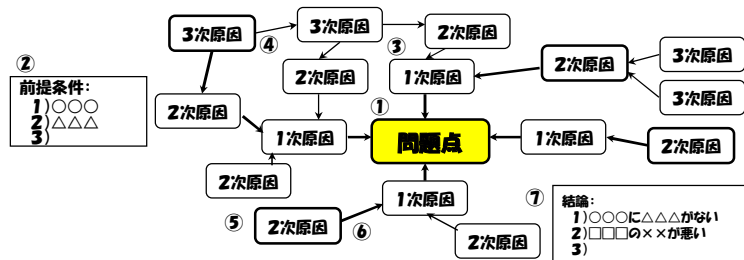 3次原因
3次原因
2次原因
④
③
②
前提条件:
1)○○○
2)△△△
3)
2次原因
1次原因
2次原因
3次原因
3次原因
2次原因
①
1次原因
問題点
1次原因
2次原因
2次原因
1次原因
⑤
2次原因
⑥
2次原因
⑦
結論:
1)○○○に△△△がない
2)□□□の××が悪い
3)